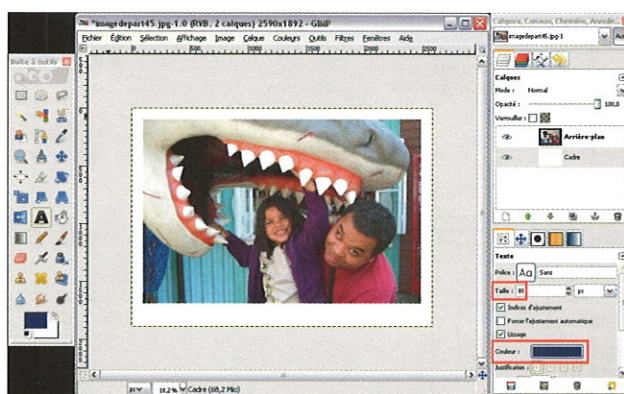 *imagedepart45.jpg-1.0 (RVB, 2 calques) 2590x1892 – GIMP
Fichier Édition Sélection Affichage Image Calque Couleurs Outils Filtres Fenêtres Aide
Boîte à outils
Calques, Canaux, Chemins, Annule...
imagedepart45.jpg-1
Calques
Mode : Normal
Opacité : 100,0
Verrouiller :
Arrière-plan
Cadre
Texte
Police : Aa Sans
Taille : 80 px
Indices d'ajustement
Forcer l'ajustement automatique
Lissage
Couleur :
Justification :
px 18,2 % Cadre (68,2 Mio)